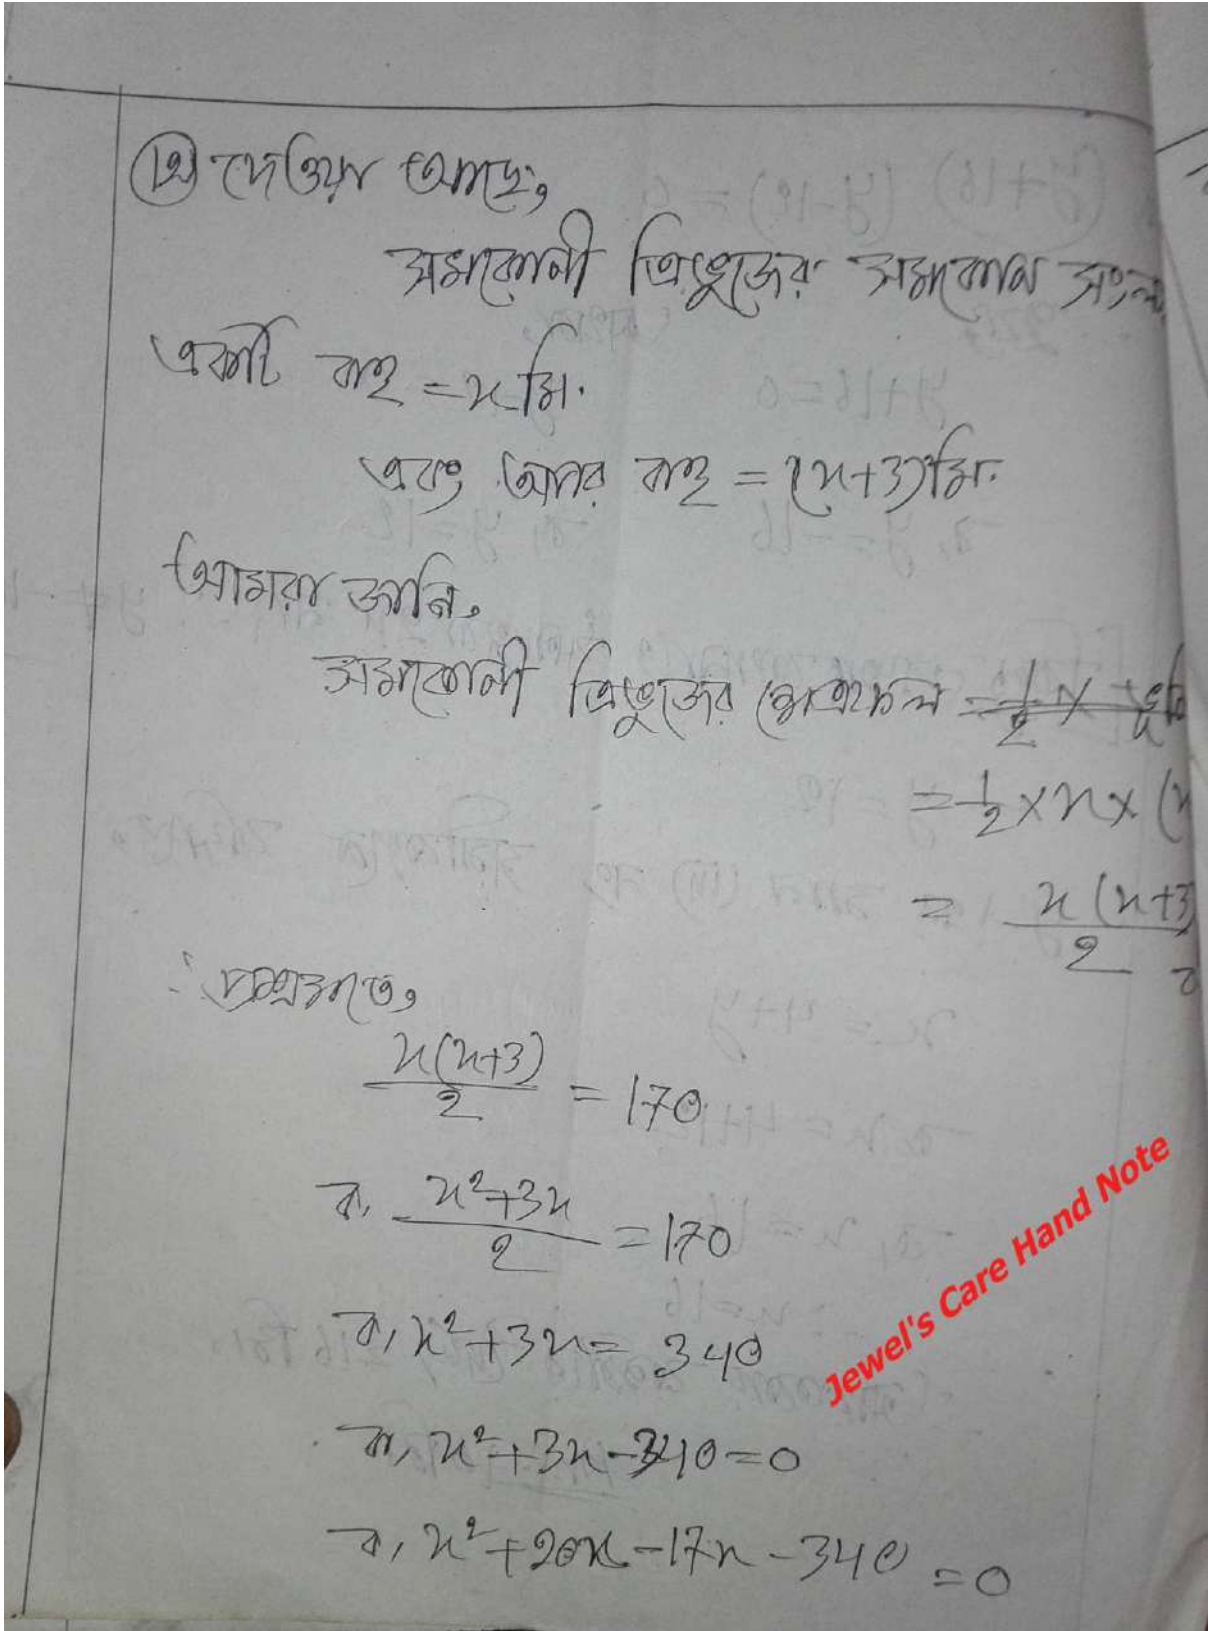 দেওয়া আছে,
সমকোনী ত্রিভুজের সমকোন
একটি বাহু = x মি.
এবং অপর বাহু = (x+3) মি.
আমরা জানি,
সমকোনী ত্রিভুজের ক্ষেত্রফল
= 1/2 × x × (
= x(x+3)/2
∴ প্রশ্নমতে,
x(x+3)/2 = 170
বা, x²+3x/2 = 170
বা, x²+3x = 340
বা, x²+3x-340=0
বা, x²+20x-17x-340=0
Jewel's Care Hand Note